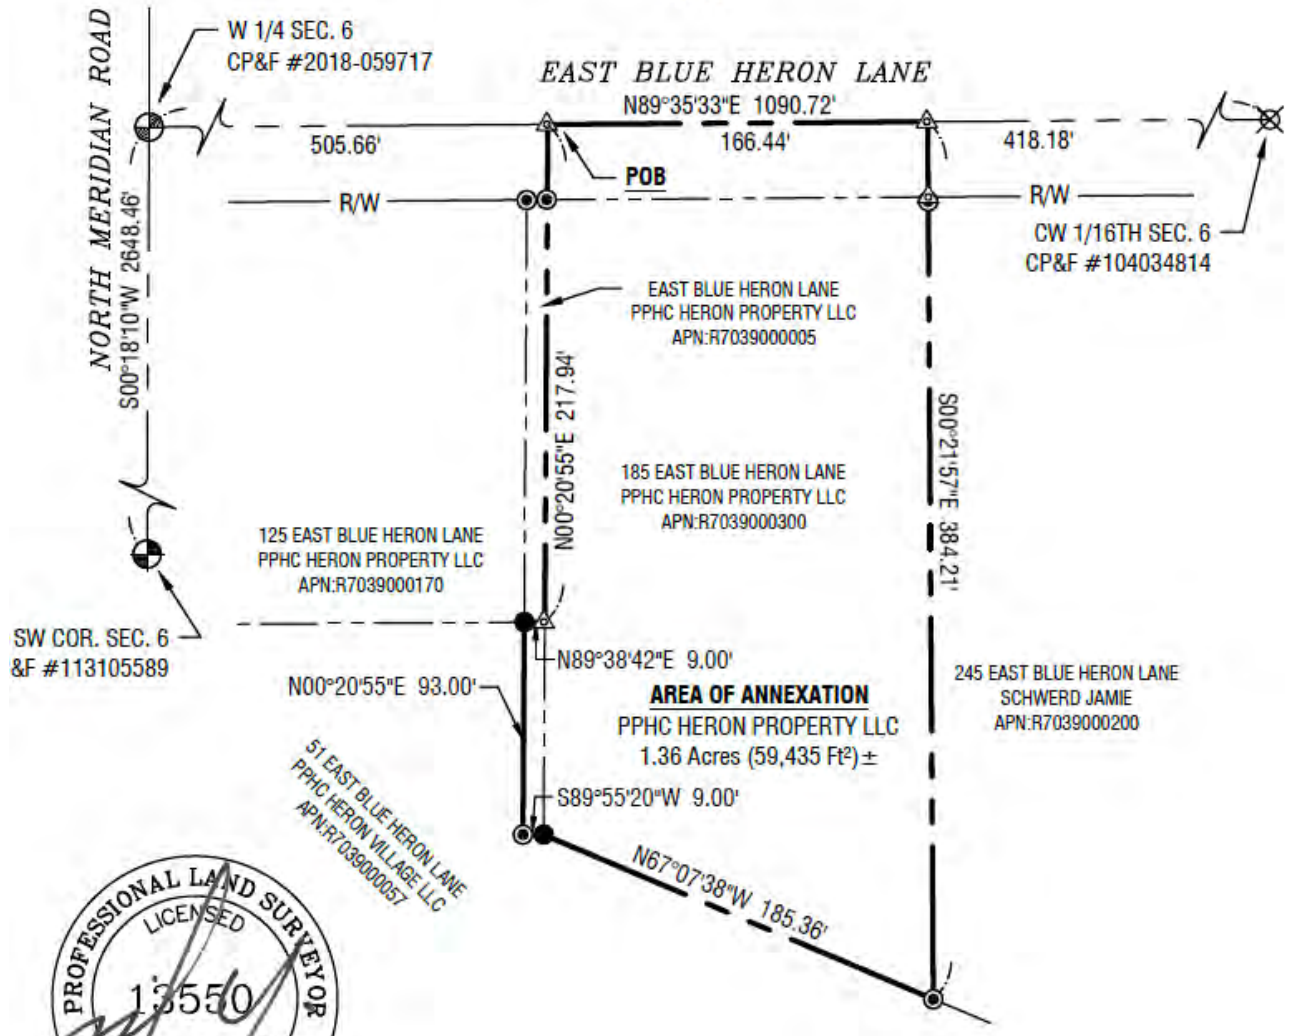 W 1/4 SEC. 6
CP&F #2018-059717
NORTH MERIDIAN ROAD
S00°18'10"W 2648.46'
EAST BLUE HERON LANE
N89°35'33"E 1090.72'
505.66'
166.44'
418.18'
POB
R/W
R/W
CW 1/16TH SEC. 6
CP&F #104034814
EAST BLUE HERON LANE
PPHC HERON PROPERTY LLC
APN:R7039000005
N00°20'55"E 217.94'
S00°21'57"E 384.21'
185 EAST BLUE HERON LANE
PPHC HERON PROPERTY LLC
APN:R7039000300
125 EAST BLUE HERON LANE
PPHC HERON PROPERTY LLC
APN:R7039000170
SW COR. SEC. 6
&F #113105589
N89°38'42"E 9.00'
N00°20'55"E 93.00'
AREA OF ANNEXATION
PPHC HERON PROPERTY LLC
1.36 Acres (59,435 Ft²)±
245 EAST BLUE HERON LANE
SCHWERD JAMIE
APN:R7039000200
51 EAST BLUE HERON LANE
PPHC HERON VILLAGE LLC
APN:R7039000057
S89°55'20"W 9.00'
N67°07'38"W 185.36'
PROFESSIONAL LAND SURVEYOR
LICENSED
13550